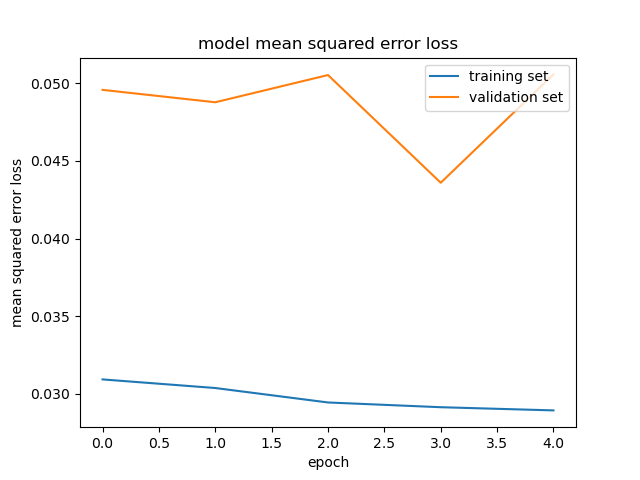 model mean squared error loss
training set
validation set
0.050
0.045
0.040
0.035
0.030
mean squared error loss
0.0 0.5 1.0 1.5 2.0 2.5 3.0 3.5 4.0
epoch